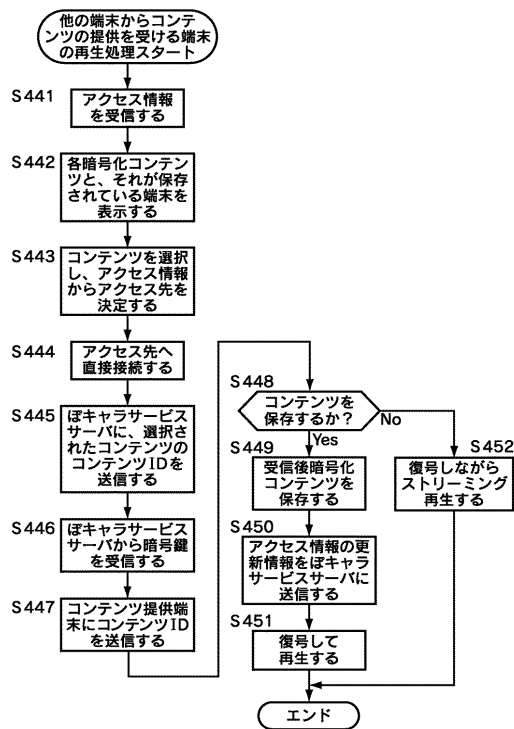 他の端末からコンテ
ンツの提供を受ける端末
の再生処理スタート
S441
アクセス情報
を受信する
S442
各暗号化コンテン
ツと、それが保存
されている端末を
表示する
S443
コンテンツを選択
し、アクセス情報
からアクセス先を
決定する
S444
アクセス先へ
直接接続する
S445
ぽキャラサービス
サーバに、選択され
たコンテンツの
コンテンツIDを
送信する
S446
ぽキャラサービス
サーバから暗号鍵
を受信する
S447
コンテンツ提供端
末にコンテンツID
を送信する
S448
コンテンツを
保存するか？
No
Yes
S449
受信後暗号化
コンテンツを
保存する
S450
アクセス情報の更
新情報をぽキャラ
サービスサーバに
送信する
S451
復号して
再生する
S452
復号しながら
ストリーミング
再生する
エンド